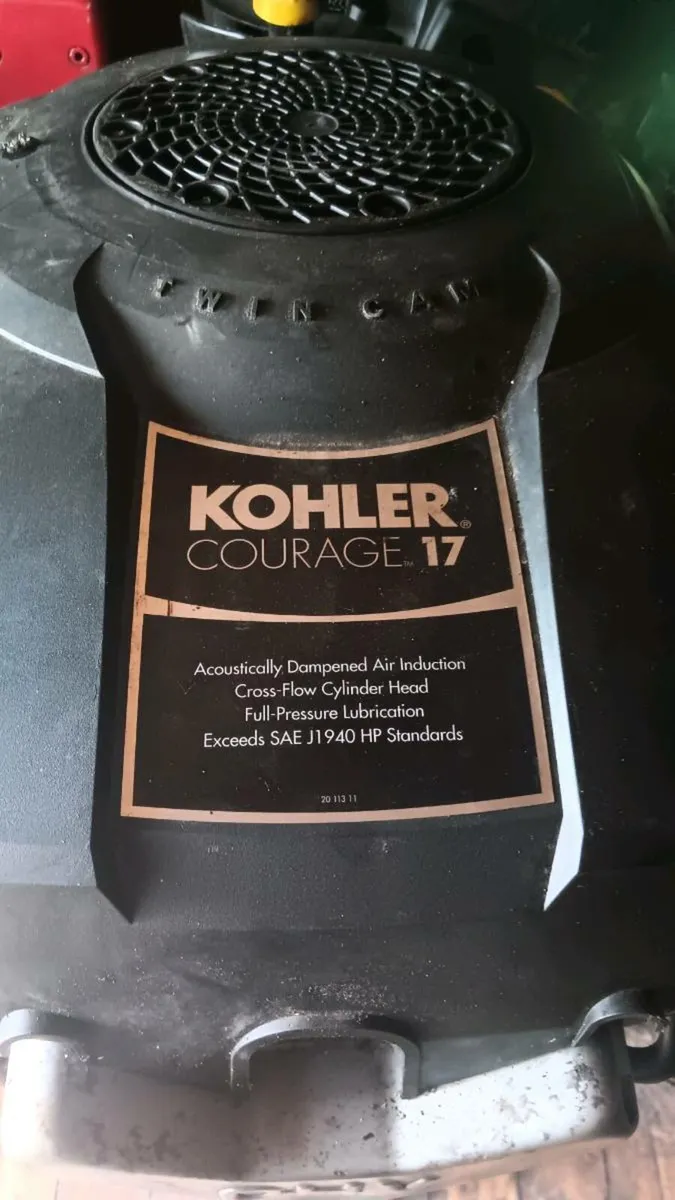 TWIN CAM
KOHLER®
COURAGE™ 17
Acoustically Dampened Air Induction
Cross-Flow Cylinder Head
Full-Pressure Lubrication
Exceeds SAE J1940 HP Standards
20 113 11